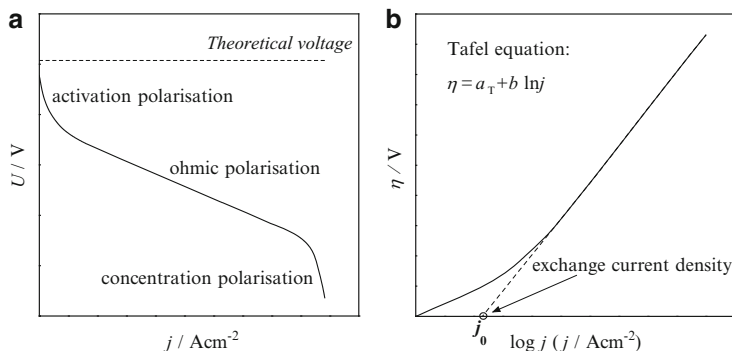 a
Theoretical voltage
activation polarisation
ohmic polarisation
concentration polarisation
U / V
j / Acm-2
b
Tafel equation:
η = aT + b lnj
exchange current density
η / V
j0
log j ( j / Acm-2)